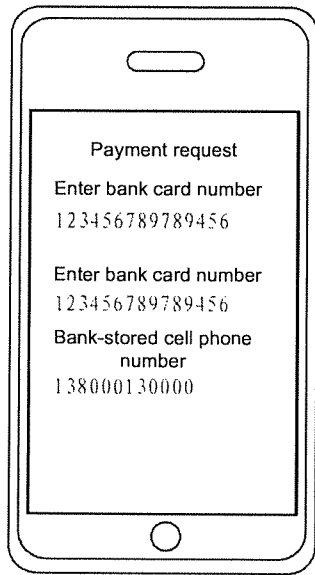 Payment request
Enter bank card number
123456789789456
Enter bank card number
123456789789456
Bank-stored cell phone
number
138000130000